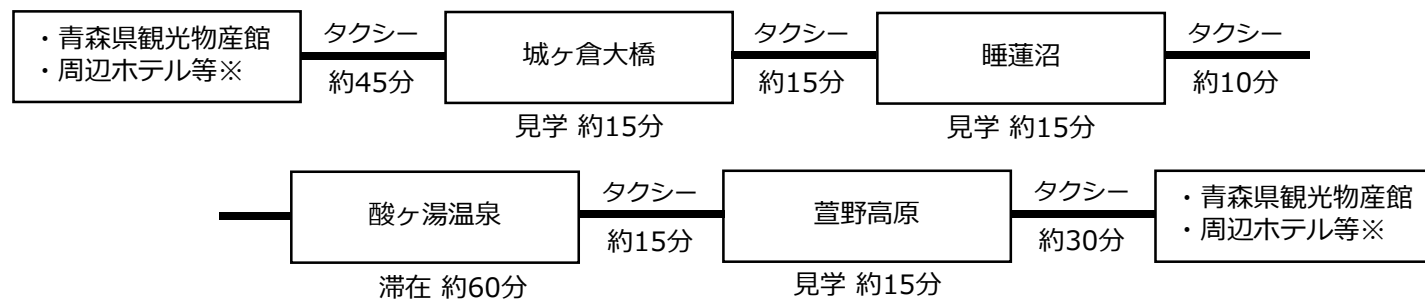 ・青森県観光物産館
・周辺ホテル等※
タクシー
約45分
城ヶ倉大橋
見学 約15分
タクシー
約15分
睡蓮沼
見学 約15分
タクシー
約10分
酸ヶ湯温泉
滞在 約60分
タクシー
約15分
萱野高原
見学 約15分
タクシー
約30分
・青森県観光物産館
・周辺ホテル等※